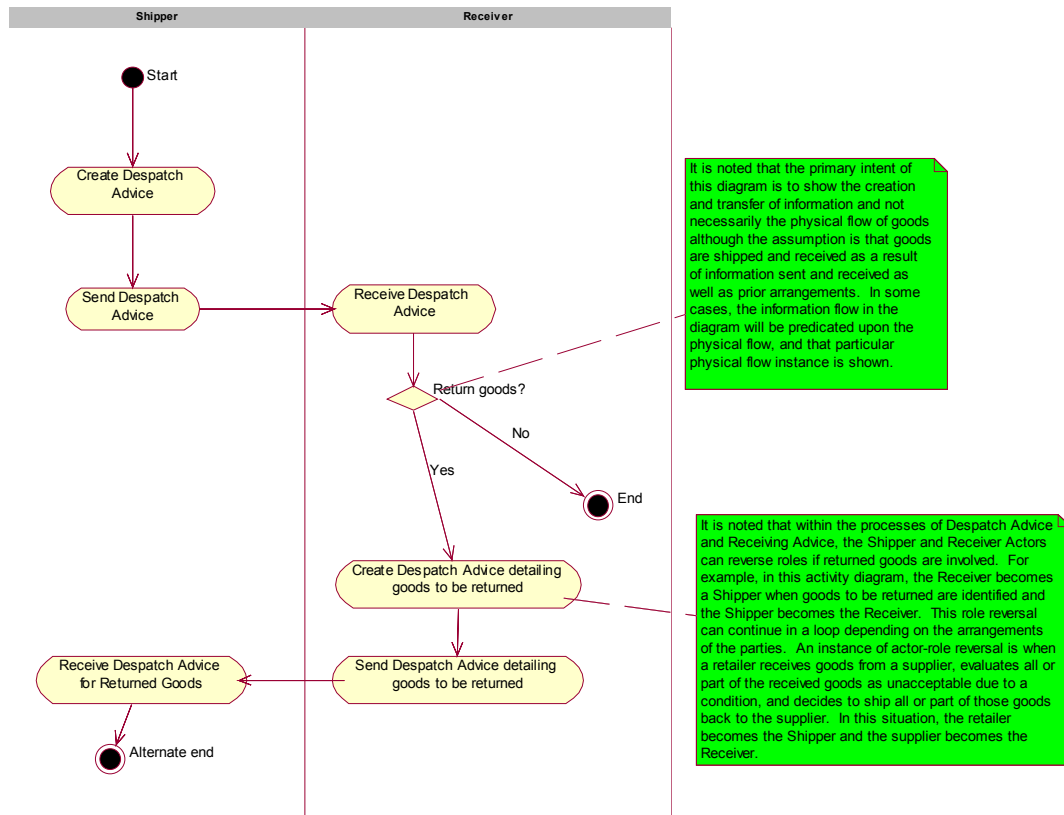 Shipper
Receiver
Start
Create Despatch
Advice
Send Despatch
Advice
Receive Despatch
Advice
It is noted that the primary intent of
this diagram is to show the creation
and transfer of information and not
necessarily the physical flow of goods
although the assumption is that goods
are shipped and received as a result
of information sent and received as
well as prior arrangements.  In some
cases, the information flow in the
diagram will be predicated upon the
physical flow, and that particular
physical flow instance is shown.
Return goods?
No
Yes
End
Create Despatch Advice detailing
goods to be returned
It is noted that within the processes of Despatch Advice
and Receiving Advice, the Shipper and Receiver Actors
can reverse roles if returned goods are involved.  For
example, in this activity diagram, the Receiver becomes
a Shipper when goods to be returned are identified and
the Shipper becomes the Receiver.  This role reversal
can continue in a loop depending on the arrangements
of the parties.  An instance of actor-role reversal is when
a retailer receives goods from a supplier, evaluates all or
part of the received goods as unacceptable due to a
condition, and decides to ship all or part of those goods
back to the supplier.  In this situation, the retailer
becomes the Shipper and the supplier becomes the
Receiver.
Send Despatch Advice detailing
goods to be returned
Receive Despatch Advice
for Returned Goods
Alternate end